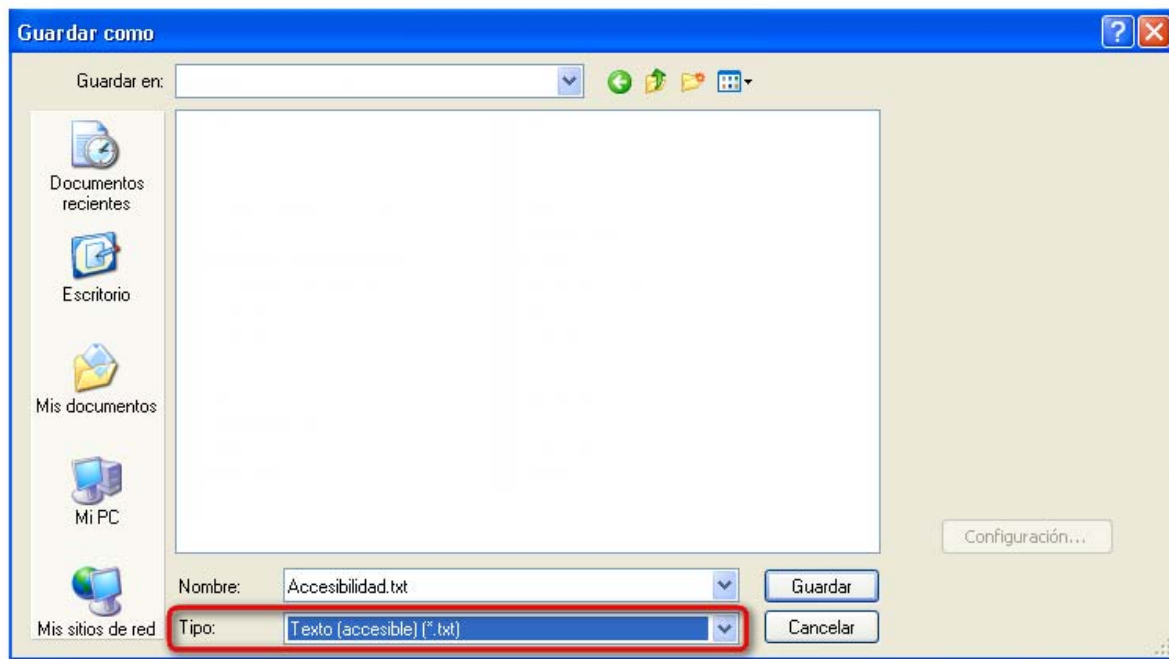 Guardar como
Guardar en:
Documentos
recientes
Escritorio
Mis documentos
Mi PC
Mis sitios de red
Configuración...
Nombre:
Accesibilidad.txt
Guardar
Tipo:
Texto (accesible) (*.txt)
Cancelar